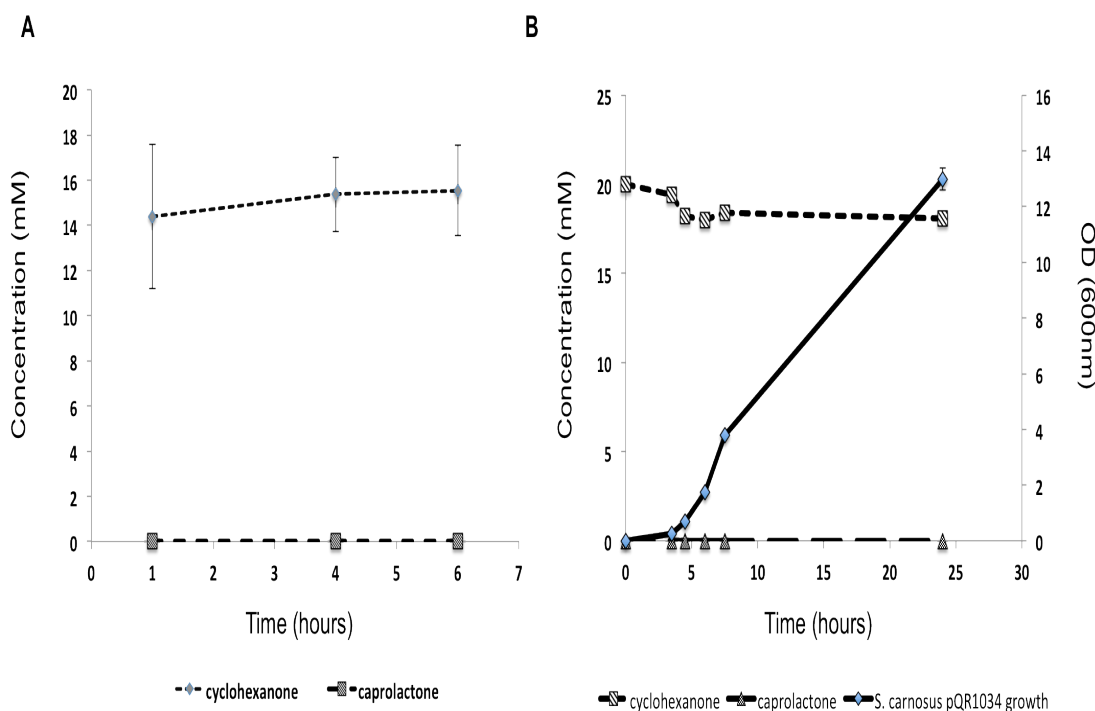 A
B
20
18
16
14
12
10
8
6
4
2
0
Concentration (mM)
0 1 2 3 4 5 6 7
Time (hours)
cyclohexanone caprolactone
25
20
15
10
5
0
Concentration (mM)
16
14
12
10
8
6
4
2
0
OD (600nm)
0 5 10 15 20 25 30
Time (hours)
cyclohexanone caprolactone S. carnosus pQR1034 growth